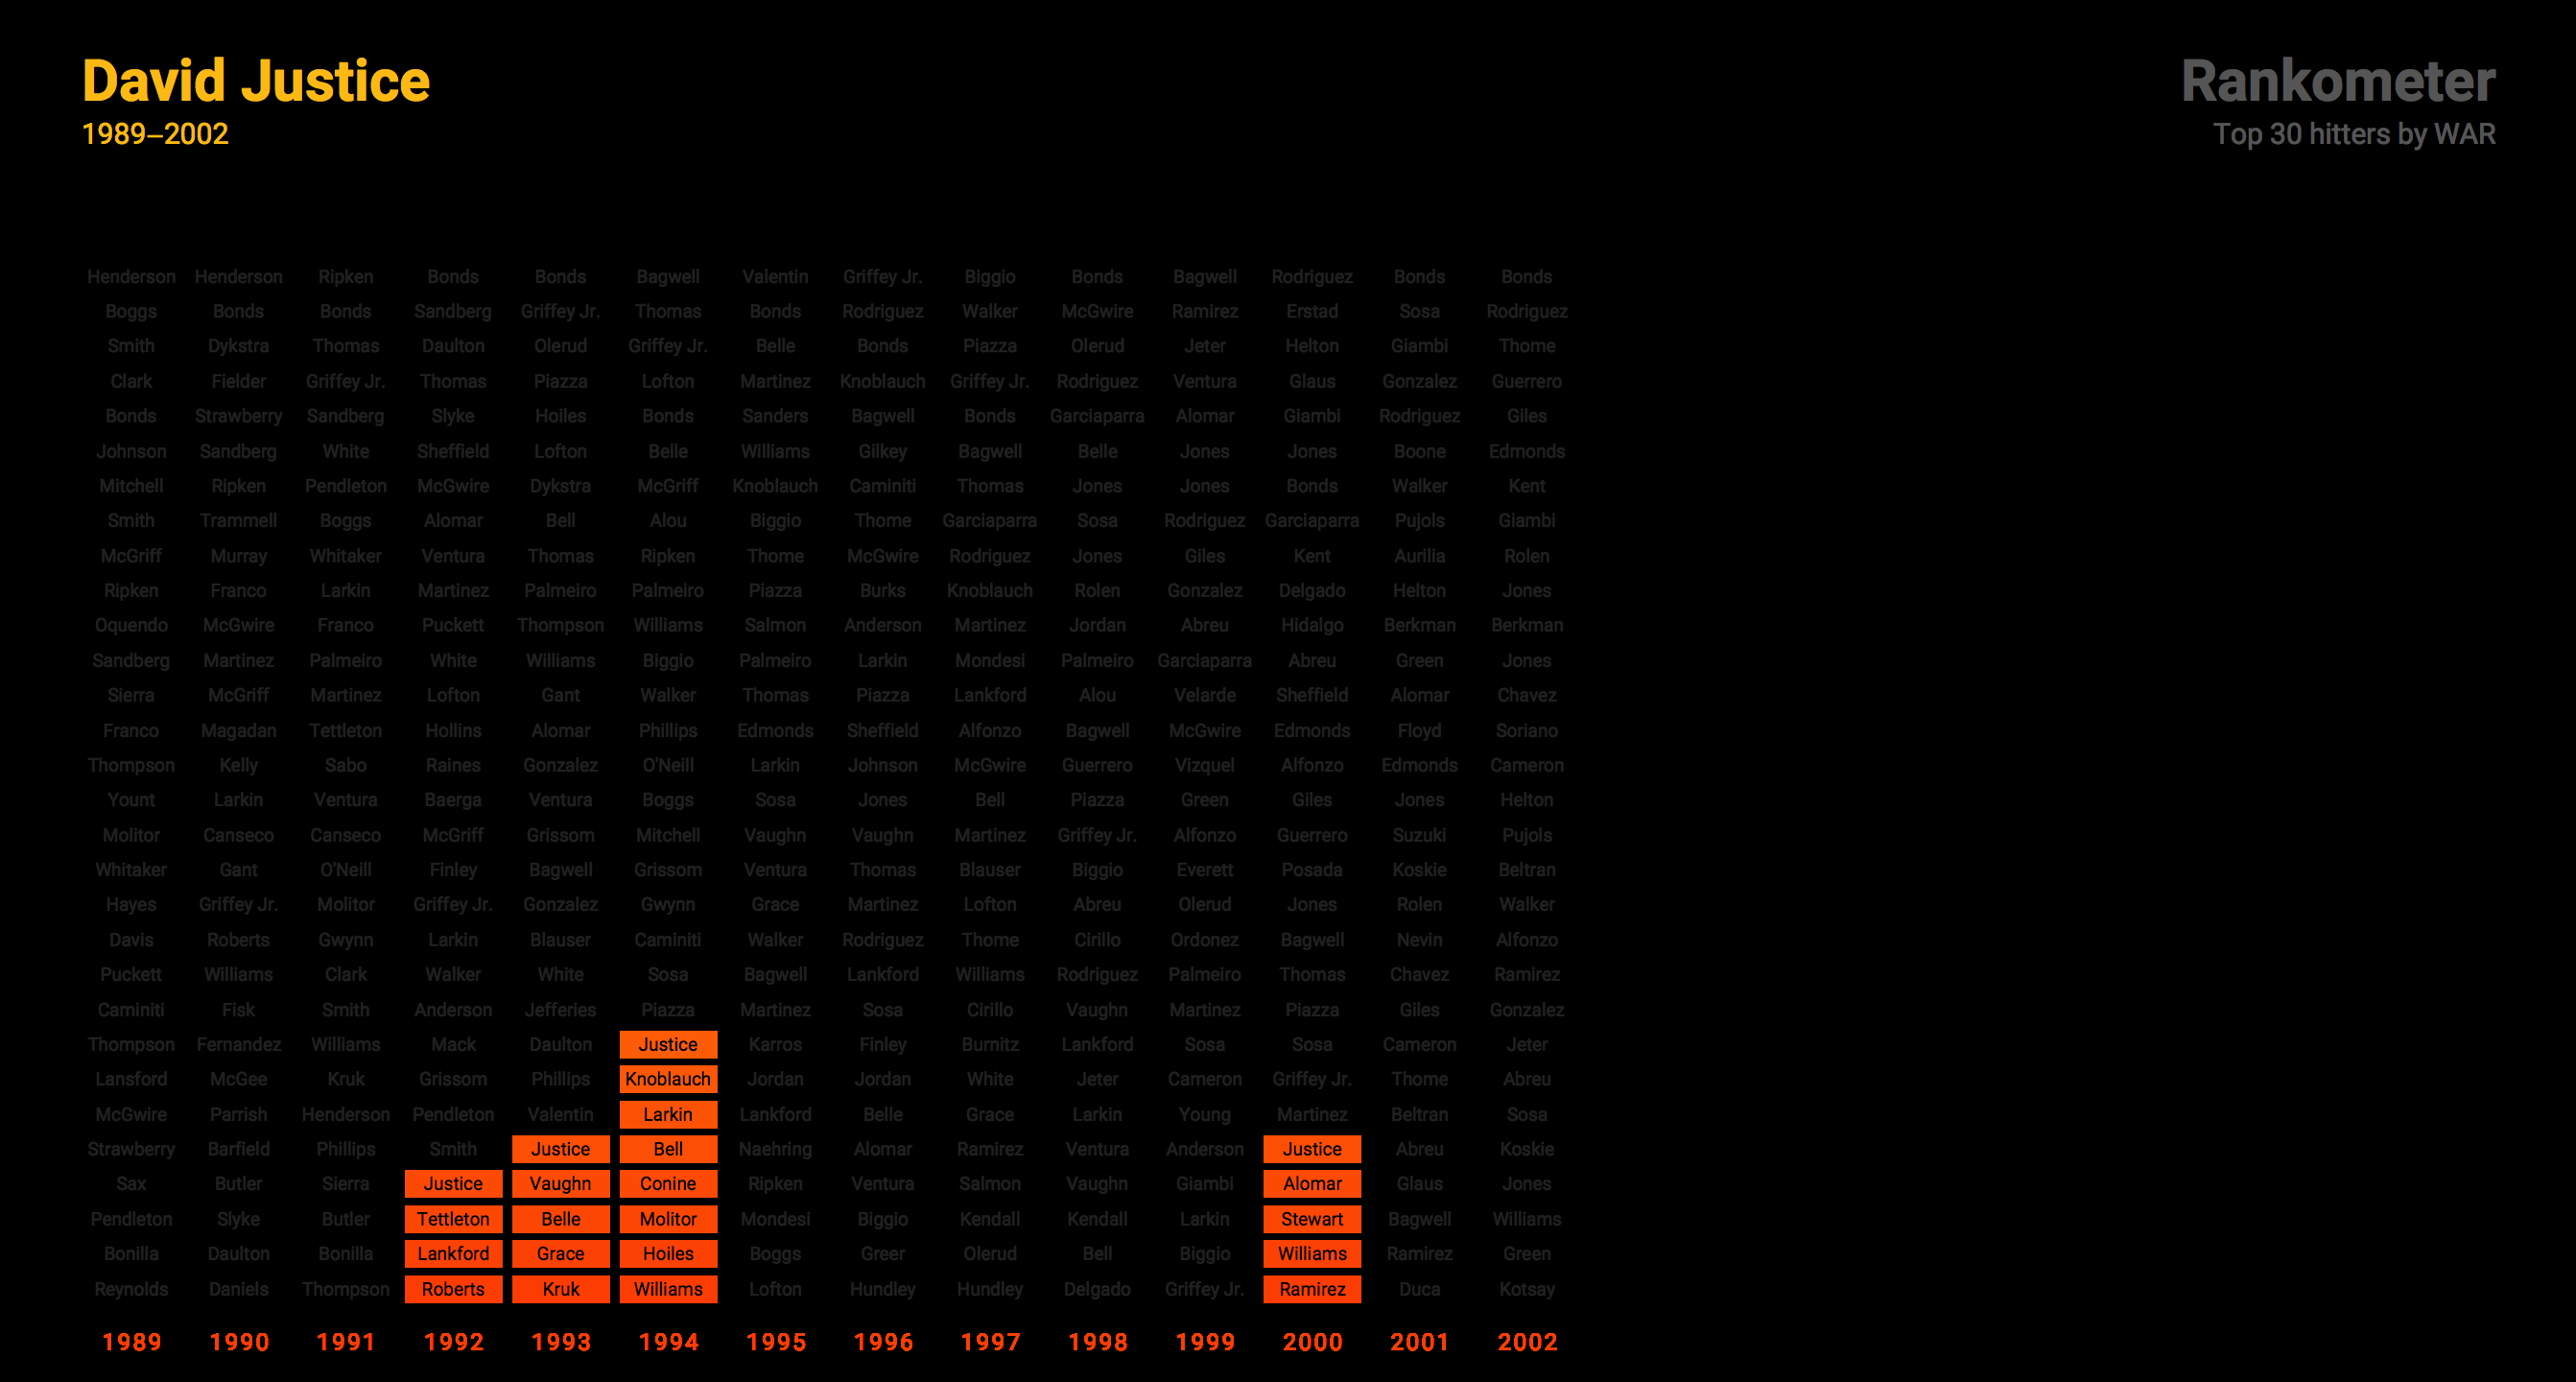 David Justice
1989–2002
Rankometer
Top 30 hitters by WAR
Henderson Henderson Ripken Bonds Bonds Bagwell Valentin Griffey Jr. Biggio Bonds Bagwell Rodriguez Bonds Bonds
Boggs Bonds Bonds Sandberg Griffey Jr. Thomas Bonds Rodriguez Walker McGwire Ramirez Erstad Sosa Rodriguez
Smith Dykstra Thomas Daulton Olerud Griffey Jr. Belle Bonds Piazza Olerud Jeter Helton Giambi Thome
Clark Fielder Griffey Jr. Thomas Piazza Lofton Martinez Knoblauch Griffey Jr. Rodriguez Ventura Glaus Gonzalez Guerrero
Bonds Strawberry Sandberg Slyke Hoiles Bonds Sanders Bagwell Bonds Garciaparra Alomar Giambi Rodriguez Giles
Johnson Sandberg White Sheffield Lofton Belle Williams Gilkey Bagwell Belle Jones Jones Boone Edmonds
Mitchell Ripken Pendleton McGwire Dykstra McGriff Knoblauch Caminiti Thomas Jones Jones Bonds Walker Kent
Smith Trammell Boggs Alomar Bell Alou Biggio Thome Garciaparra Sosa Rodriguez Garciaparra Pujols Giambi
McGriff Murray Whitaker Ventura Thomas Ripken Thome McGwire Rodriguez Jones Giles Kent Aurilia Rolen
Ripken Franco Larkin Martinez Palmeiro Palmeiro Piazza Burks Knoblauch Rolen Gonzalez Delgado Helton Jones
Oquendo McGwire Franco Puckett Thompson Williams Salmon Anderson Martinez Jordan Abreu Hidalgo Berkman Berkman
Sandberg Martinez Palmeiro White Williams Biggio Palmeiro Larkin Mondesi Palmeiro Garciaparra Abreu Green Jones
Sierra McGriff Martinez Lofton Gant Walker Thomas Piazza Lankford Alou Velarde Sheffield Alomar Chavez
Franco Magadan Tettleton Hollins Alomar Phillips Edmonds Sheffield Alfonzo Bagwell McGwire Edmonds Floyd Soriano
Thompson Kelly Sabo Raines Gonzalez O'Neill Larkin Johnson McGwire Guerrero Vizquel Alfonzo Edmonds Cameron
Yount Larkin Ventura Baerga Ventura Boggs Sosa Jones Bell Piazza Green Giles Jones Helton
Molitor Canseco Canseco McGriff Grissom Mitchell Vaughn Vaughn Martinez Griffey Jr. Alfonzo Guerrero Suzuki Pujols
Whitaker Gant O'Neill Finley Bagwell Grissom Ventura Thomas Blauser Biggio Everett Posada Koskie Beltran
Hayes Griffey Jr. Molitor Griffey Jr. Gonzalez Gwynn Grace Martinez Lofton Abreu Olerud Jones Rolen Walker
Davis Roberts Gwynn Larkin Blauser Caminiti Walker Rodriguez Thome Cirillo Ordonez Bagwell Nevin Alfonzo
Puckett Williams Clark Walker White Sosa Bagwell Lankford Williams Rodriguez Palmeiro Thomas Chavez Ramirez
Caminiti Fisk Smith Anderson Jefferies Piazza Martinez Sosa Cirillo Vaughn Martinez Piazza Giles Gonzalez
Thompson Fernandez Williams Mack Daulton Justice Karros Finley Burnitz Lankford Sosa Sosa Cameron Jeter
Lansford McGee Kruk Grissom Phillips Knoblauch Jordan Jordan White Jeter Cameron Griffey Jr. Thome Abreu
McGwire Parrish Henderson Pendleton Valentin Larkin Lankford Belle Grace Larkin Young Martinez Beltran Sosa
Strawberry Barfield Phillips Smith Justice Bell Naehring Alomar Ramirez Ventura Anderson Justice Abreu Koskie
Sax Butler Sierra Justice Vaughn Conine Ripken Ventura Salmon Vaughn Giambi Alomar Glaus Jones
Pendleton Slyke Butler Tettleton Belle Molitor Mondesi Biggio Kendall Kendall Larkin Stewart Bagwell Williams
Bonilla Daulton Bonilla Lankford Grace Hoiles Boggs Greer Olerud Bell Biggio Williams Ramirez Green
Reynolds Daniels Thompson Roberts Kruk Williams Lofton Hundley Hundley Delgado Griffey Jr. Ramirez Duca Kotsay
1989 1990 1991 1992 1993 1994 1995 1996 1997 1998 1999 2000 2001 2002